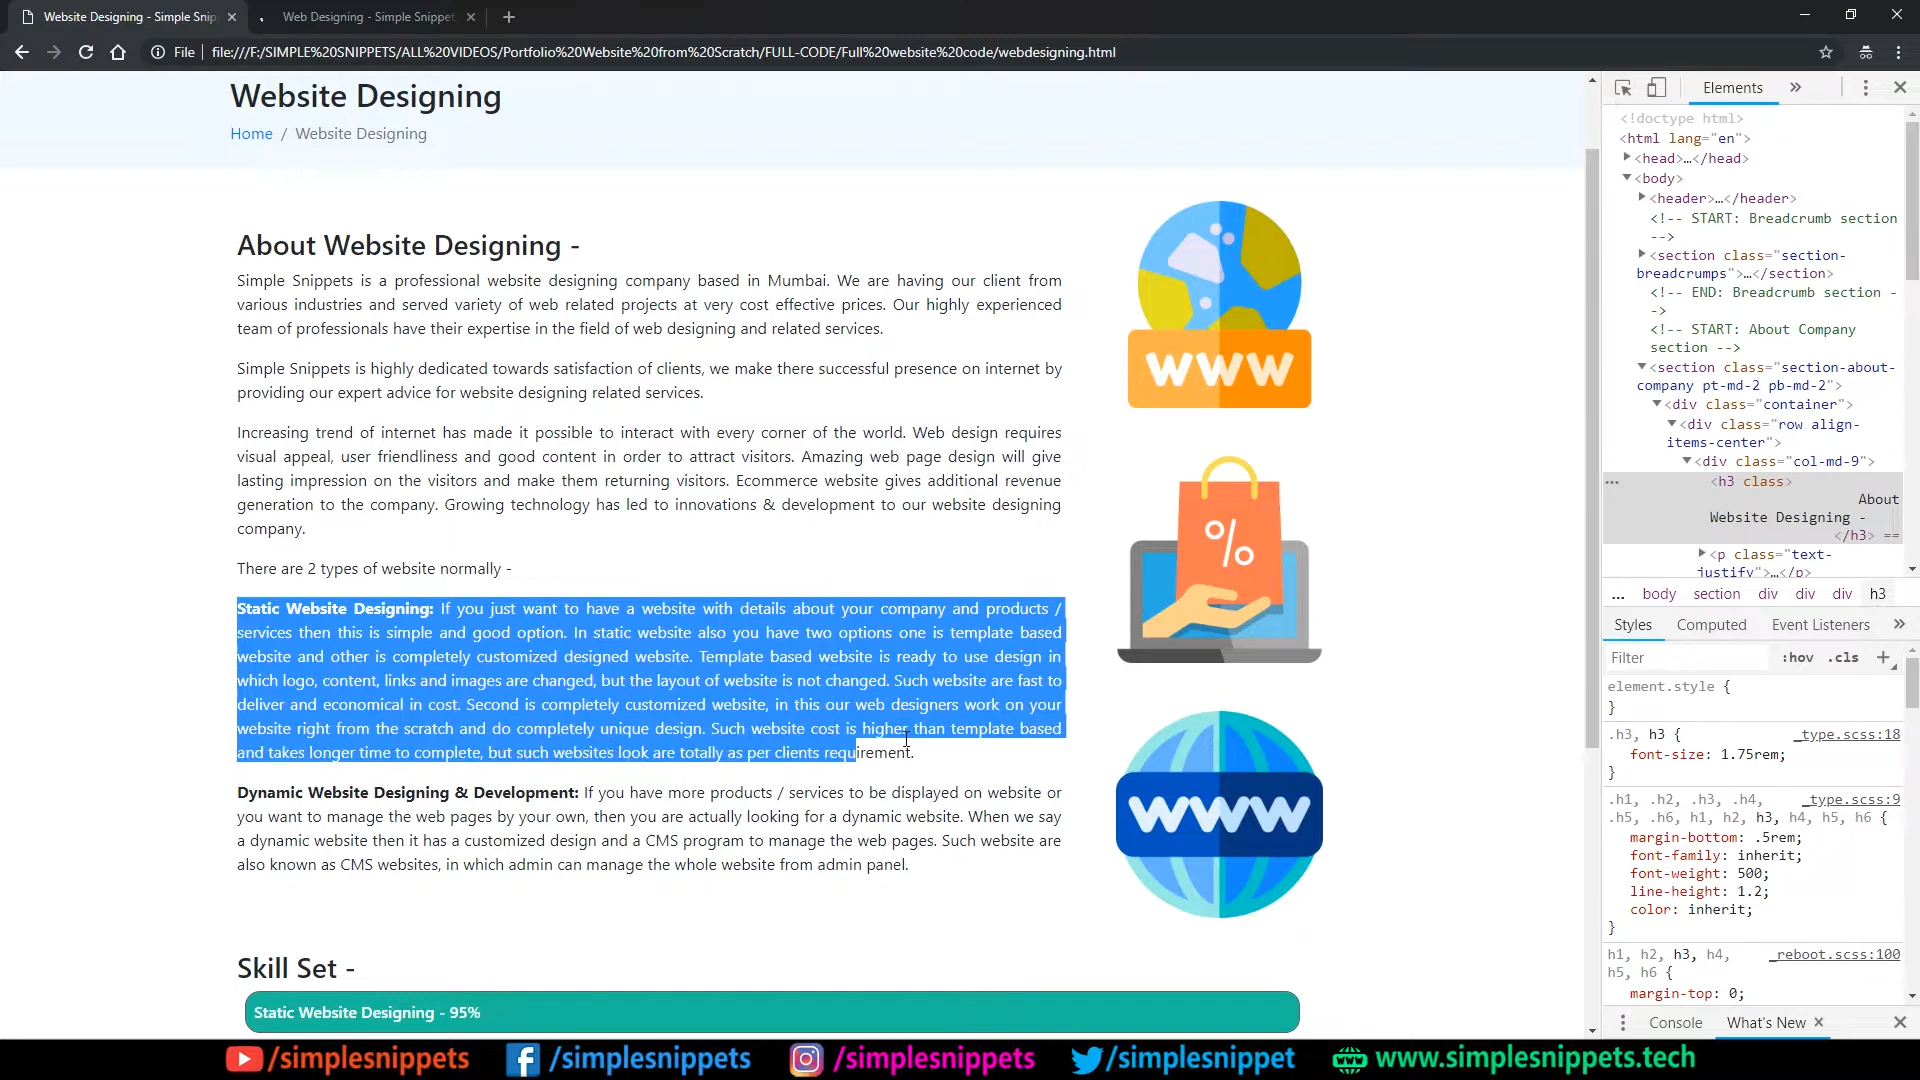 Website Designing - Simple Snip
Web Designing - Simple Snippet
File
file:///F:/SIMPLE%20SNIPPETS/ALL%20VIDEOS/Portfolio%20Website%20from%20Scratch/FULL-CODE/Full%20website%20code/webdesigning.html
Website Designing
Home / Website Designing
About Website Designing -
Simple Snippets is a professional website designing company based in Mumbai. We are having our client from
various industries and served variety of web related projects at very cost effective prices. Our highly experienced
team of professionals have their expertise in the field of web designing and related services.
Simple Snippets is highly dedicated towards satisfaction of clients, we make there successful presence on internet by
providing our expert advice for website designing related services.
Increasing trend of internet has made it possible to interact with every corner of the world. Web design requires
visual appeal, user friendliness and good content in order to attract visitors. Amazing web page design will give
lasting impression on the visitors and make them returning visitors. Ecommerce website gives additional revenue
generation to the company. Growing technology has led to innovations & development to our website designing
company.
There are 2 types of website normally -
Static Website Designing: If you just want to have a website with details about your company and products /
services then this is simple and good option. In static website also you have two options one is template based
website and other is completely customized designed website. Template based website is ready to use design in
which logo, content, links and images are changed, but the layout of website is not changed. Such website are fast to
deliver and economical in cost. Second is completely customized website, in this our web designers work on your
website right from the scratch and do completely unique design. Such website cost is higher than template based
and takes longer time to complete, but such websites look are totally as per clients requirement.
Dynamic Website Designing & Development: If you have more products / services to be displayed on website or
you want to manage the web pages by your own, then you are actually looking for a dynamic website. When we say
a dynamic website then it has a customized design and a CMS program to manage the web pages. Such website are
also known as CMS websites, in which admin can manage the whole website from admin panel.
Skill Set -
Static Website Designing - 95%
WWW
%
WWW
Elements
<!doctype html>
<html lang="en">
<head>…</head>
<body>
<header>…</header>
<!-- START: Breadcrumb section
-->
<section class="section-
breadcrumps">…</section>
<!-- END: Breadcrumb section -
->
<!-- START: About Company
section -->
<section class="section-about-
company pt-md-2 pb-md-2">
<div class="container">
<div class="row align-
items-center">
<div class="col-md-9">
<h3 class>
About
Website Designing -
</h3> ==
<p class="text-
justify">…</p>
... body section div div div h3
Styles Computed Event Listeners
Filter :hov .cls +
element.style {
}
.h3, h3 { _type.scss:18
font-size: 1.75rem;
}
.h1, .h2, .h3, .h4, _type.scss:9
.h5, .h6, h1, h2, h3, h4, h5, h6 {
margin-bottom: .5rem;
font-family: inherit;
font-weight: 500;
line-height: 1.2;
color: inherit;
}
h1, h2, h3, h4, _reboot.scss:100
h5, h6 {
margin-top: 0;
Console What's New
/simplesnippets /simplesnippets /simplesnippets /simplesnippet www.simplesnippets.tech